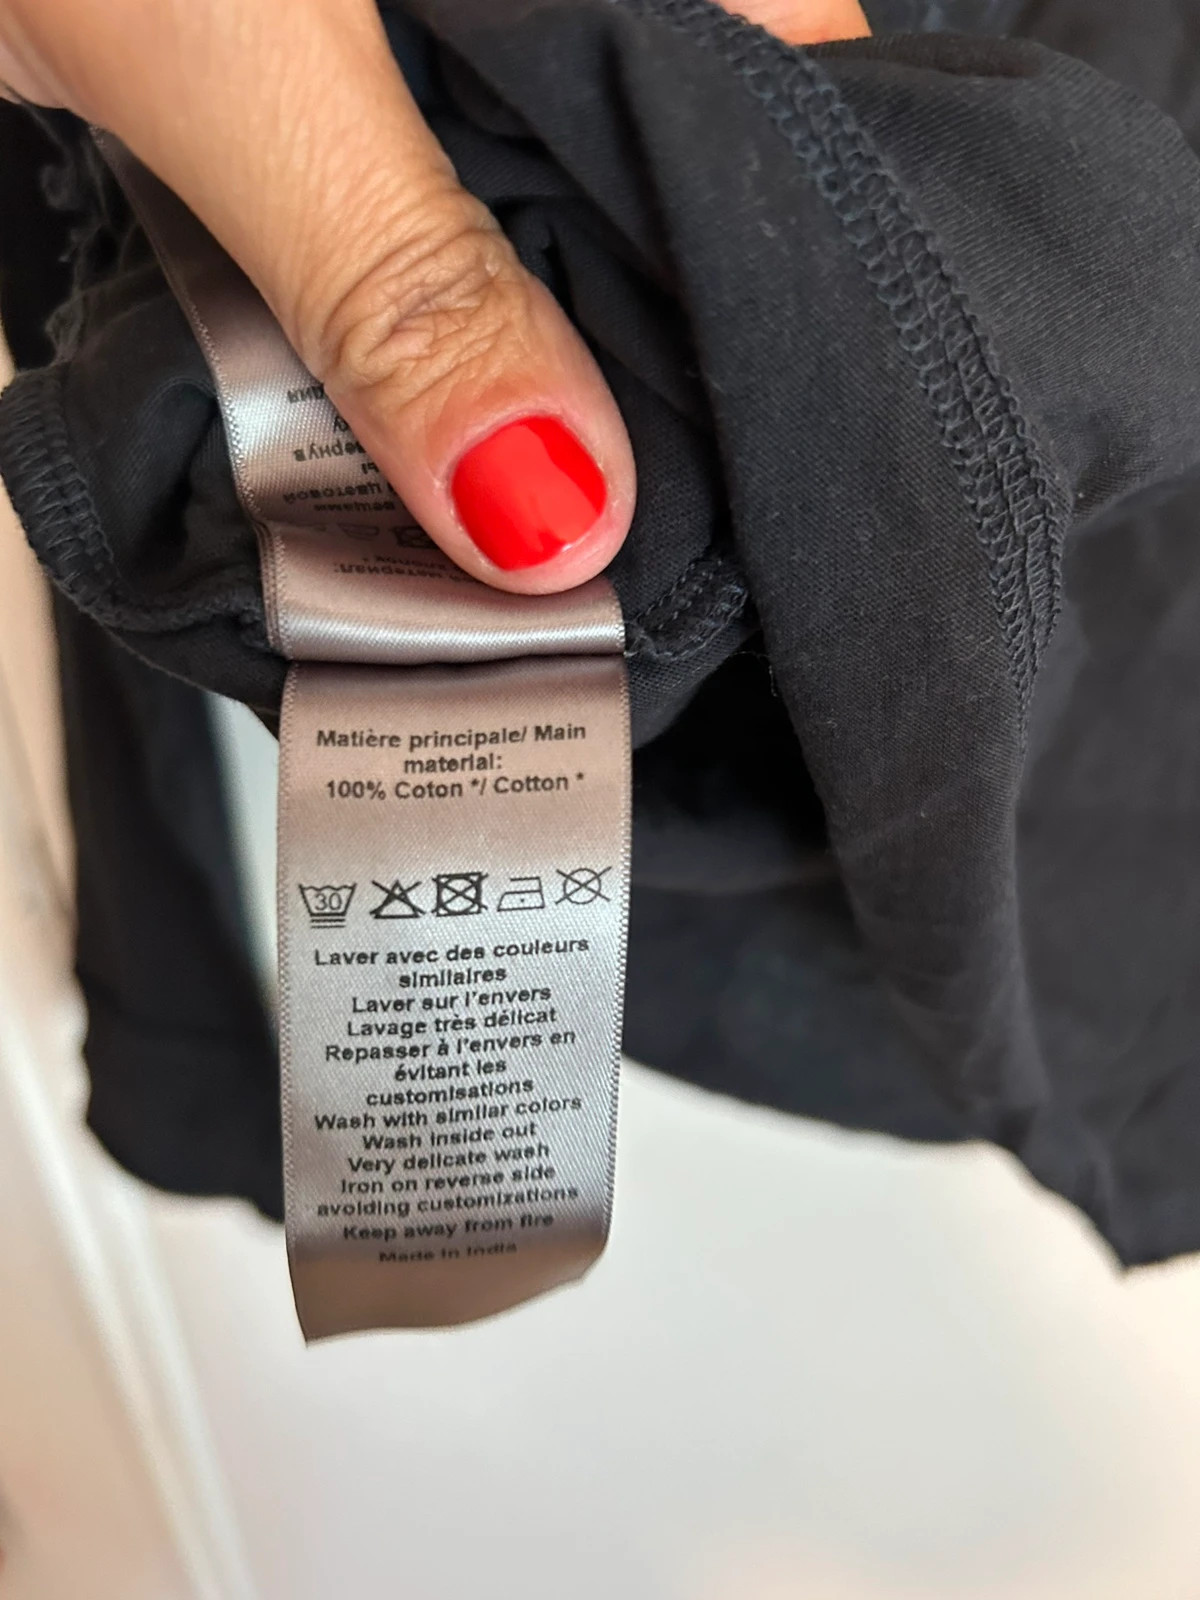 Matière principale/ Main
material:
100% Coton */ Cotton *
30
Laver avec des couleurs
similaires
Laver sur l'envers
Lavage très délicat
Repasser à l'envers en
évitant les
customisations
Wash with similar colors
Wash inside out
Very delicate wash
Iron on reverse side
avoiding customizations
Keep away from fire
Made in India